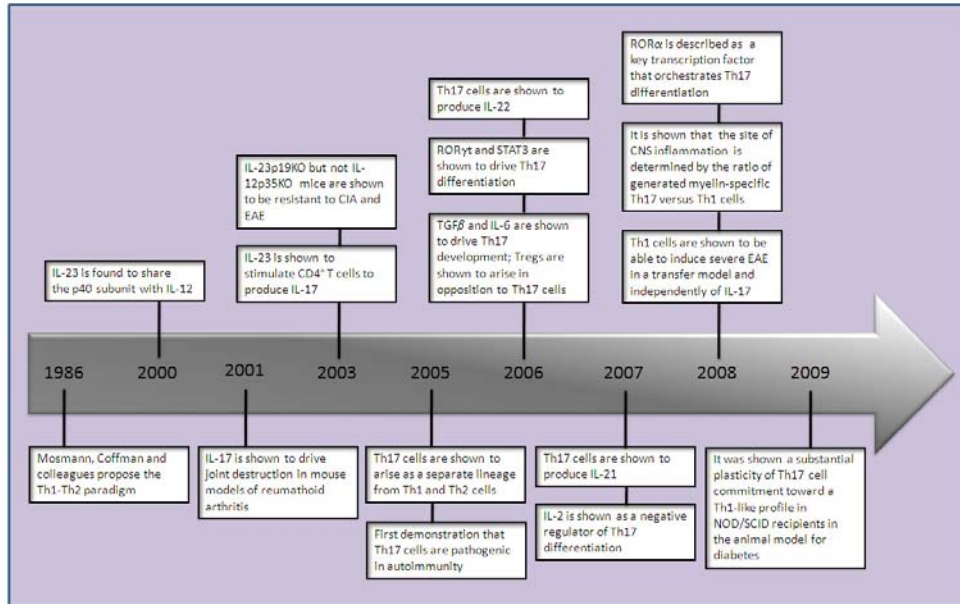 RORα is described as a
key transcription factor
that orchestrates Th17
differentiation
Th17 cells are shown to
produce IL-22
It is shown that the site of
CNS inflammation is
determined by the ratio of
generated myelin-specific
Th17 versus Th1 cells
RORγt and STAT3 are
shown to drive Th17
differentiation
IL-23p19KO but not IL-
12p35KO mice are shown
to be resistant to CIA and
EAE
TGFβ and IL-6 are shown
to drive Th17
development; Tregs are
shown to arise in
opposition to Th17 cells
Th1 cells are shown to be
able to induce severe EAE
in a transfer model and
independently of IL-17
IL-23 is shown to
stimulate CD4⁺ T cells to
produce IL-17
IL-23 is found to share
the p40 subunit with IL-12
1986 2000 2001 2003 2005 2006 2007 2008 2009
Mosmann, Coffman and
colleagues propose the
Th1-Th2 paradigm
IL-17 is shown to drive
joint destruction in mouse
models of reumathoid
arthritis
Th17 cells are shown to
arise as a separate lineage
from Th1 and Th2 cells
First demonstration that
Th17 cells are pathogenic
in autoimmunity
Th17 cells are shown to
produce IL-21
IL-2 is shown as a negative
regulator of Th17
differentiation
It was shown a substantial
plasticity of Th17 cell
commitment toward a
Th1-like profile in
NOD/SCID recipients in
the animal model for
diabetes